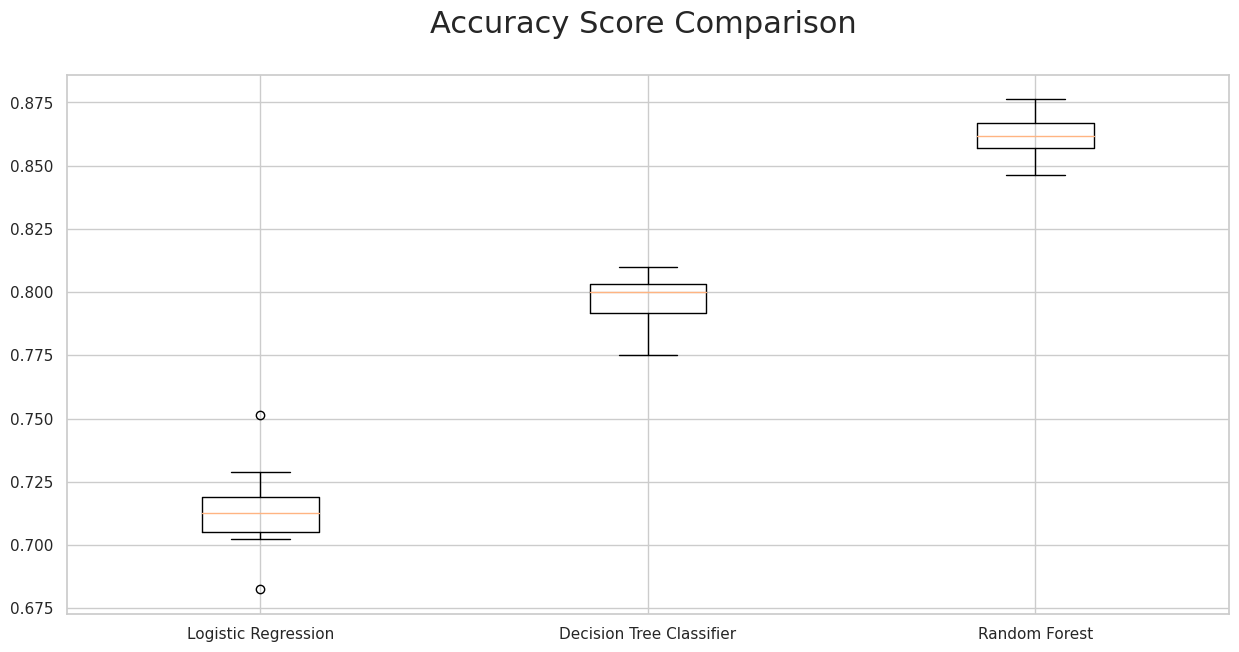 Accuracy Score Comparison
0.875
0.850
0.825
0.800
0.775
0.750
0.725
0.700
0.675
Logistic Regression
Decision Tree Classifier
Random Forest